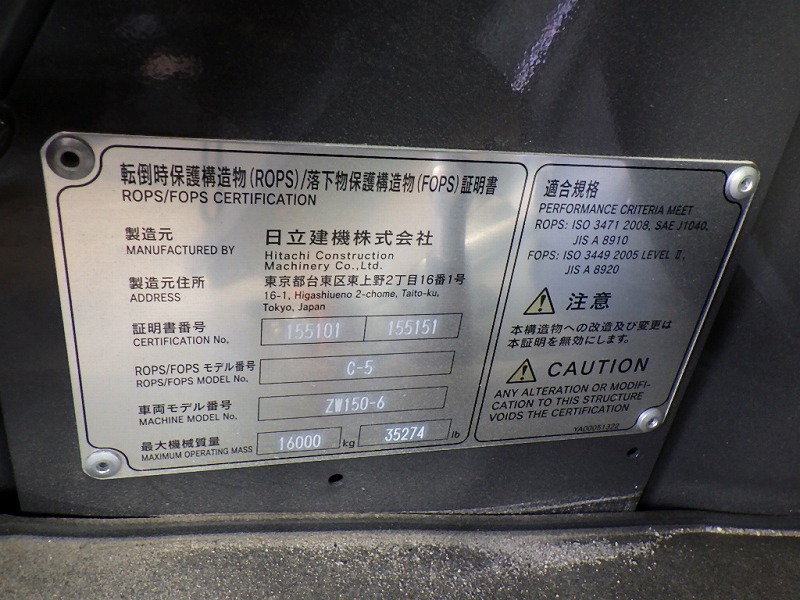 転倒時保護構造物(ROPS)/落下物保護構造物(FOPS)証明書
ROPS/FOPS CERTIFICATION
製造元
MANUFACTURED BY
日立建機株式会社
Hitachi Construction
Machinery Co., Ltd.
製造元住所
ADDRESS
東京都台東区東上野2丁目16番1号
16-1, Higashiueno 2-chome, Taito-ku,
Tokyo, Japan
証明書番号
CERTIFICATION No.
155101 155151
ROPS/FOPS モデル番号
ROPS/FOPS MODEL No.
C-5
車両モデル番号
MACHINE MODEL No.
ZW150-6
最大機械質量
MAXIMUM OPERATING MASS
16000 kg 35274 lb
適合規格
PERFORMANCE CRITERIA MEET
ROPS: ISO 3471 2008, SAE J1040,
JIS A 8910
FOPS: ISO 3449 2005 LEVEL Ⅱ,
JIS A 8920
注意
本構造物への改造及び変更は
本証明を無効にします。
CAUTION
ANY ALTERATION OR MODIFI-
CATION TO THIS STRUCTURE
VOIDS THE CERTIFICATION
YA00051322